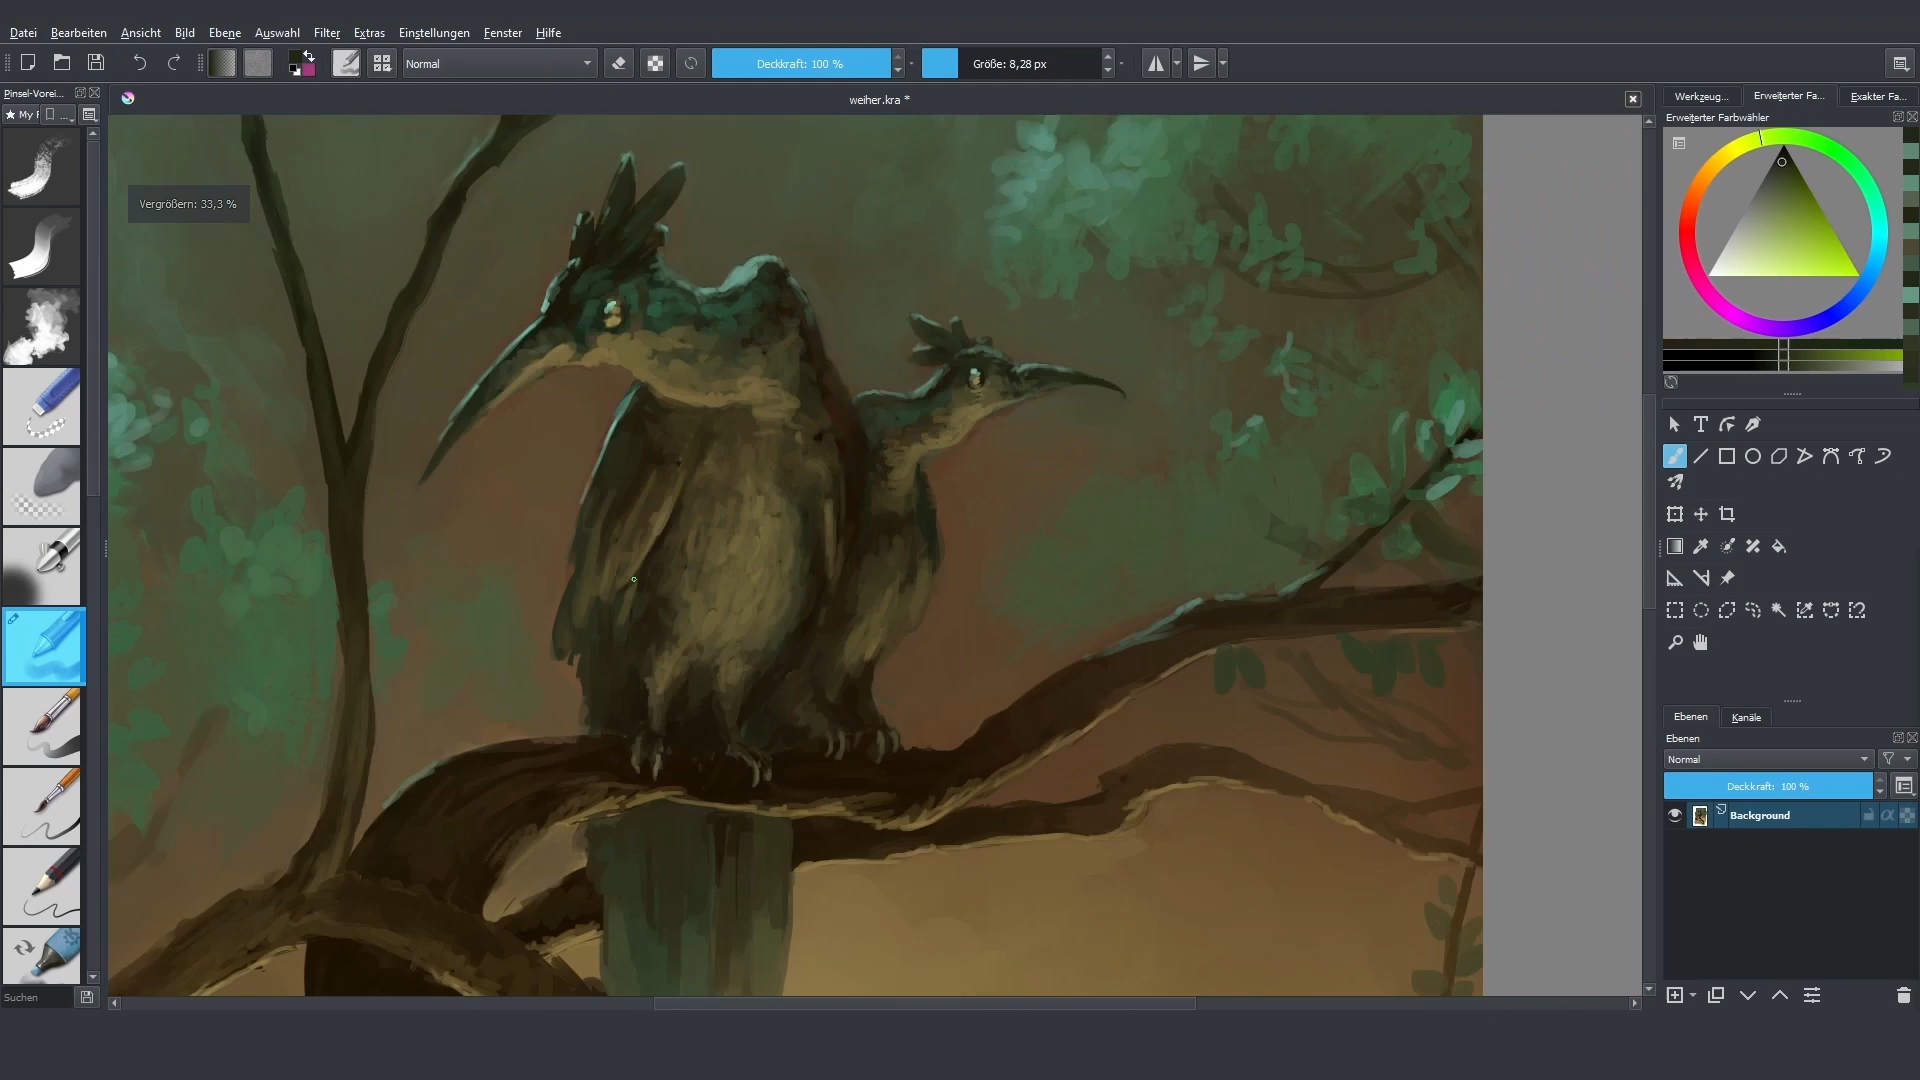 Datei Bearbeiten Ansicht Bild Ebene Auswahl Filter Extras Einstellungen Fenster Hilfe
Normal Deckkraft: 100 % Größe: 8,28 px
Pinsel-Vorei...
weiher.kra *
Werkzeug... Erweiterter Fa... Exakter Fa...
★ My F ...
Erweiterter Farbwähler
Vergrößern: 33,3 %
T
Ebenen Kanäle
Ebenen
Normal
Deckkraft: 100 %
Background
Suchen